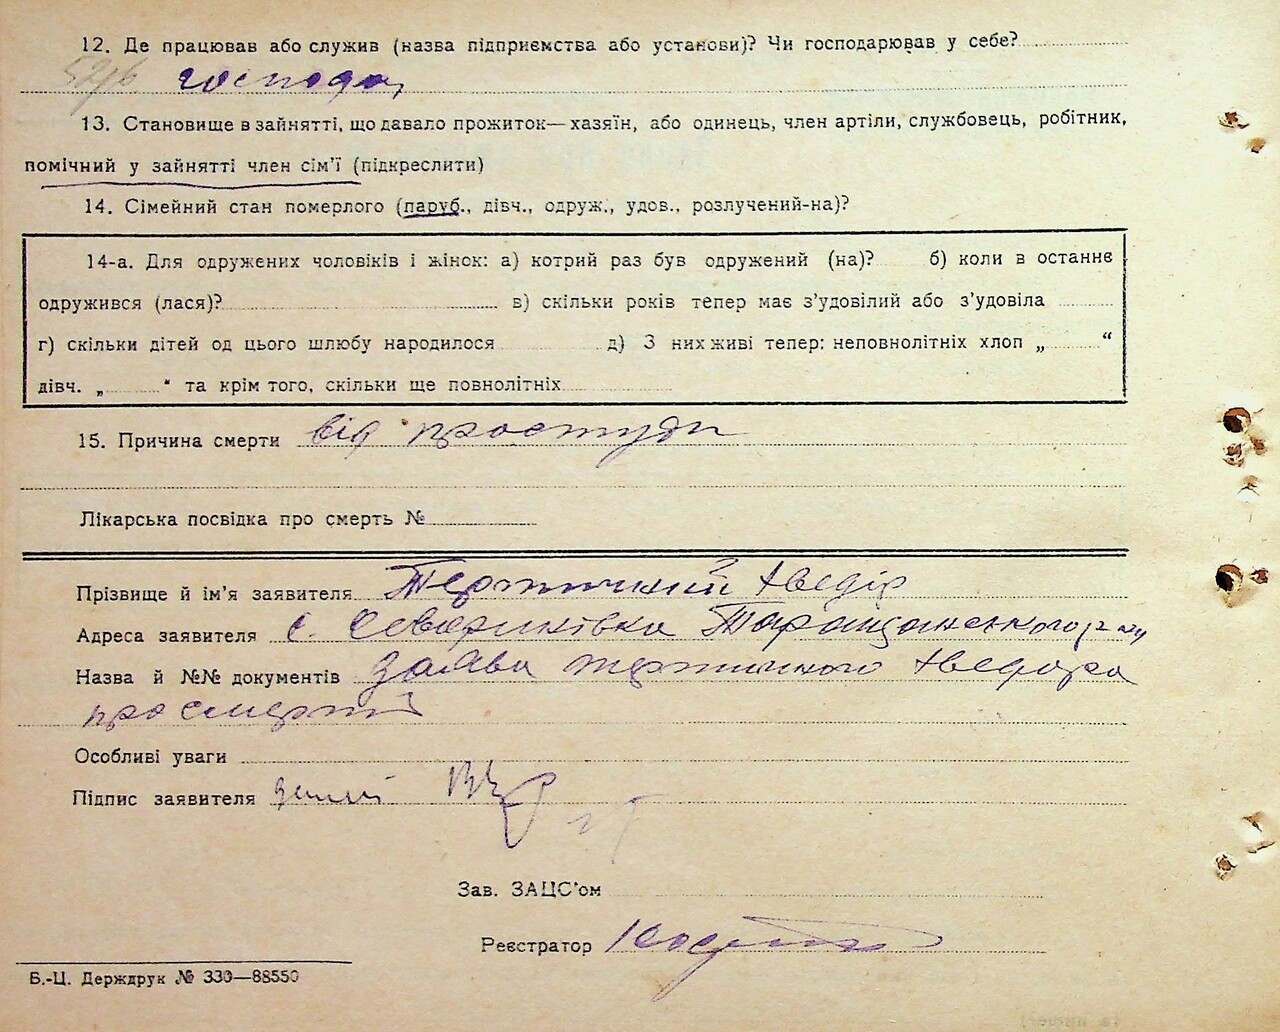 12. Де працював або служив (назва підприємства або установи)? Чи господарював у себе?
господар
13. Становище в зайнятті, що давало прожиток—хазяїн, або одинець, член артіли, службовець, робітник,
помічний у зайнятті член сім'ї (підкреслити)
14. Сімейний стан померлого (паруб., дівч., одруж., удов., розлучений-на)?
14-а. Для одружених чоловіків і жінок: а) котрий раз був одружений (на)? б) коли в останнє
одружився (лася)? в) скільки років тепер має з'удовілий або з'удовіла
г) скільки дітей од цього шлюбу народилося д) З них живі тепер: неповнолітніх хлоп „ “
дівч. „ “ та крім того, скільки ще повнолітніх
15. Причина смерти від простуди
Лікарська посвідка про смерть №
Прізвище й ім'я заявителя
Адреса заявителя с. Северинівка Таращанського р-ну
Назва й №№ документів заява
про смерть
Особливі уваги
Підпис заявителя
Зав. ЗАЦС'ом
Реєстратор
Б.-Ц. Держдрук № 330—88550